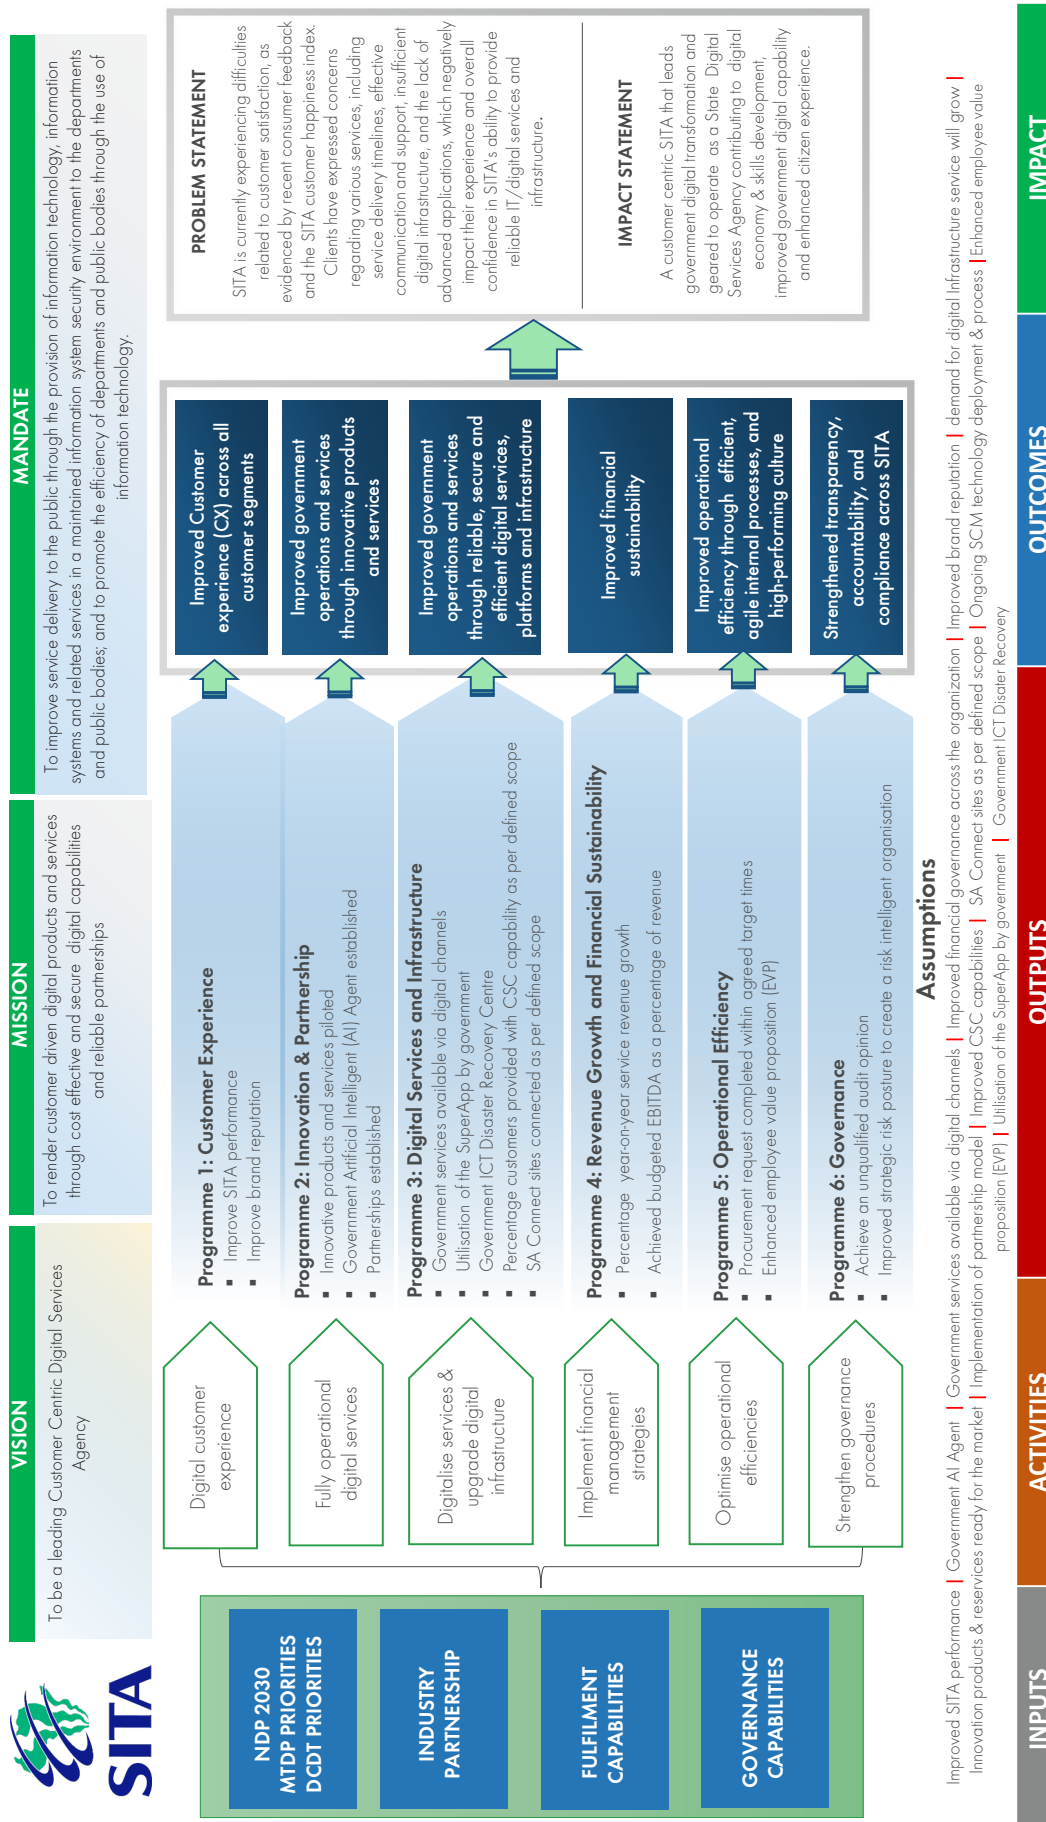 SITA
VISION
To be a leading Customer Centric Digital Services
Agency
MISSION
To render customer driven digital products and services
through cost effective and secure digital capabilities
and reliable partnerships
MANDATE
To improve service delivery to the public through the provision of information technology, information
systems and related services in a maintained information system security environment to the departments
and public bodies; and to promote the efficiency of departments and public bodies through the use of
information technology.
NDP 2030
MTDP PRIORITIES
DCDT PRIORITIES
INDUSTRY
PARTNERSHIP
FULFILMENT
CAPABILITIES
GOVERNANCE
CAPABILITIES
Digital customer
experience
Fully operational
digital services
Digitalise services &
upgrade digital
infrastructure
Implement financial
management
strategies
Optimise operational
efficiencies
Strengthen governance
procedures
Programme 1: Customer Experience
▪ Improve SITA performance
▪ Improve brand reputation
Programme 2: Innovation & Partnership
▪ Innovative products and services piloted
▪ Government Artificial Intelligent (AI) Agent established
▪ Partnerships established
Programme 3: Digital Services and Infrastructure
▪ Government services available via digital channels
▪ Utilisation of the SuperApp by government
▪ Government ICT Disaster Recovery Centre
▪ Percentage customers provided with CSC capability as per defined scope
▪ SA Connect sites connected as per defined scope
Programme 4: Revenue Growth and Financial Sustainability
▪ Percentage year-on-year service revenue growth
▪ Achieved budgeted EBITDA as a percentage of revenue
Programme 5: Operational Efficiency
▪ Procurement request completed within agreed target times
▪ Enhanced employee value proposition (EVP)
Programme 6: Governance
▪ Achieve an unqualified audit opinion
▪ Improved strategic risk posture to create a risk intelligent organisation
Improved Customer
experience (CX) across all
customer segments
Improved government
operations and services
through innovative products
and services
Improved government
operations and services
through reliable, secure and
efficient digital services,
platforms and infrastructure
Improved financial
sustainability
Improved operational
efficiency through efficient,
agile internal processes, and
high-performing culture
Strengthened transparency,
accountability, and
compliance across SITA
PROBLEM STATEMENT
SITA is currently experiencing difficulties
related to customer satisfaction, as
evidenced by recent consumer feedback
and the SITA customer happiness index.
Clients have expressed concerns
regarding various services, including
service delivery timelines, effective
communication and support, insufficient
digital infrastructure, and the lack of
advanced applications, which negatively
impact their experience and overall
confidence in SITA's ability to provide
reliable IT/digital services and
infrastructure.
IMPACT STATEMENT
A customer centric SITA that leads
government digital transformation and
geared to operate as a State Digital
Services Agency contributing to digital
economy & skills development,
improved government digital capability
and enhanced citizen experience.
Assumptions
Improved SITA performance | Government AI Agent | Government services available via digital channels | Improved financial governance across the organization | Improved brand reputation | demand for digital Infrastructure service will grow |
Innovation products & reservices ready for the market | Implementation of partnership model | Improved CSC capabilities | SA Connect sites as per defined scope | Ongoing SCM technology deployment & process | Enhanced employee value
proposition (EVP) | Utilisation of the SuperApp by government | Government ICT Disater Recovery
INPUTS
ACTIVITIES
OUTPUTS
OUTCOMES
IMPACT